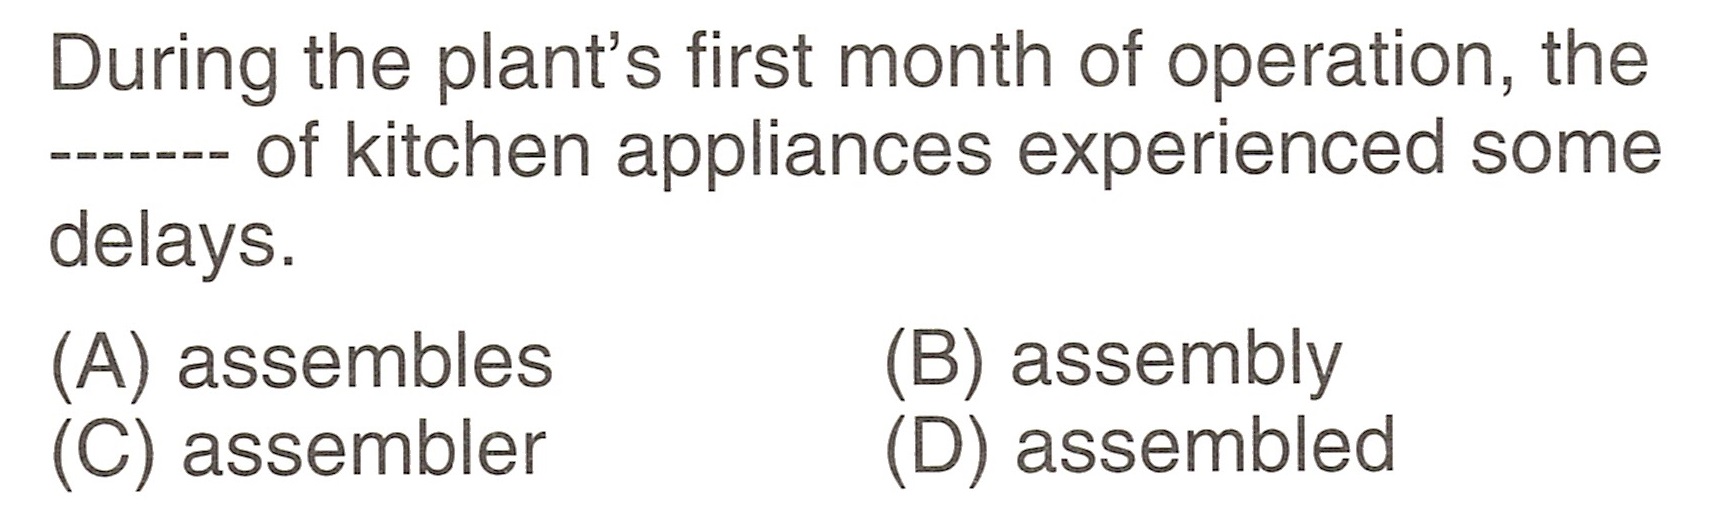 During the plant's first month of operation, the
------- of kitchen appliances experienced some
delays.
(A) assembles (B) assembly
(C) assembler (D) assembled